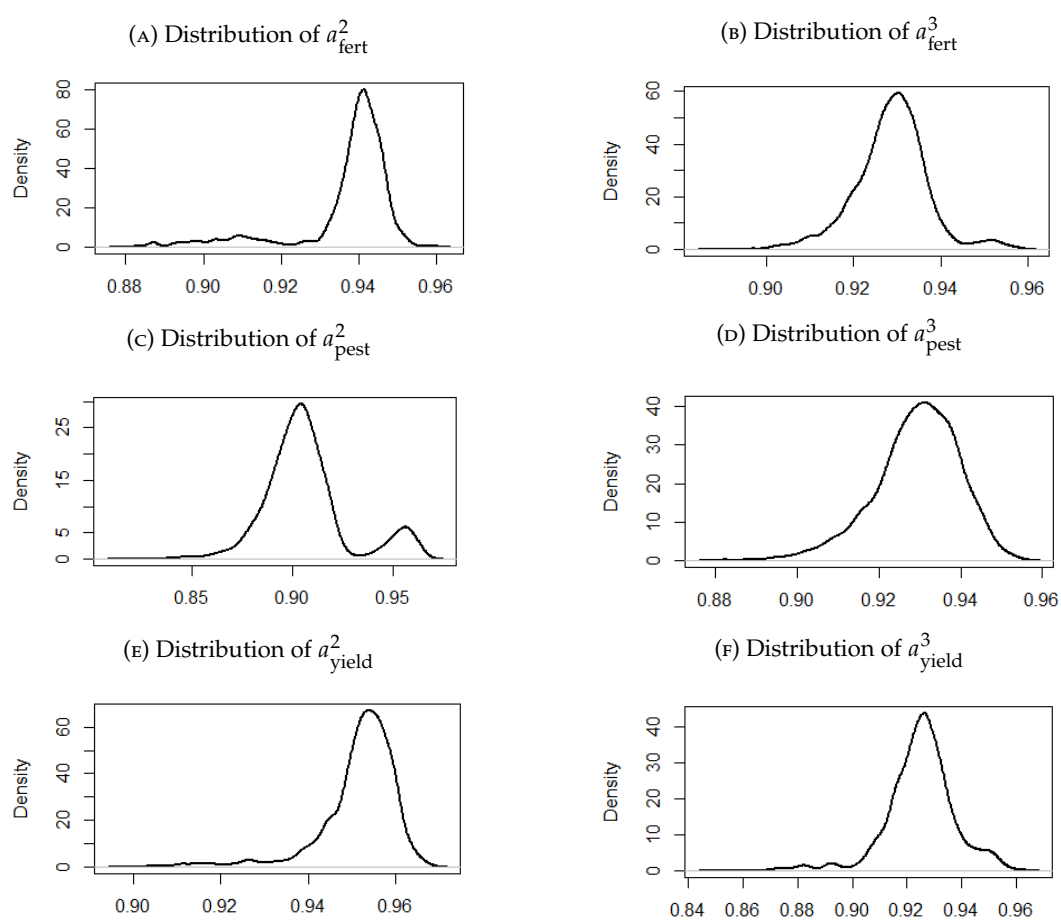 (A) Distribution of a²fert
(B) Distribution of a³fert
Density
0 20 40 60 80
0.88 0.90 0.92 0.94 0.96
Density
0 20 40 60
0.90 0.92 0.94 0.96
(C) Distribution of a²pest
(D) Distribution of a³pest
Density
0 5 15 25
0.85 0.90 0.95
Density
0 10 20 30 40
0.88 0.90 0.92 0.94 0.96
(E) Distribution of a²yield
(F) Distribution of a³yield
Density
0 20 40 60
0.90 0.92 0.94 0.96
Density
0 10 20 30 40
0.84 0.86 0.88 0.90 0.92 0.94 0.96